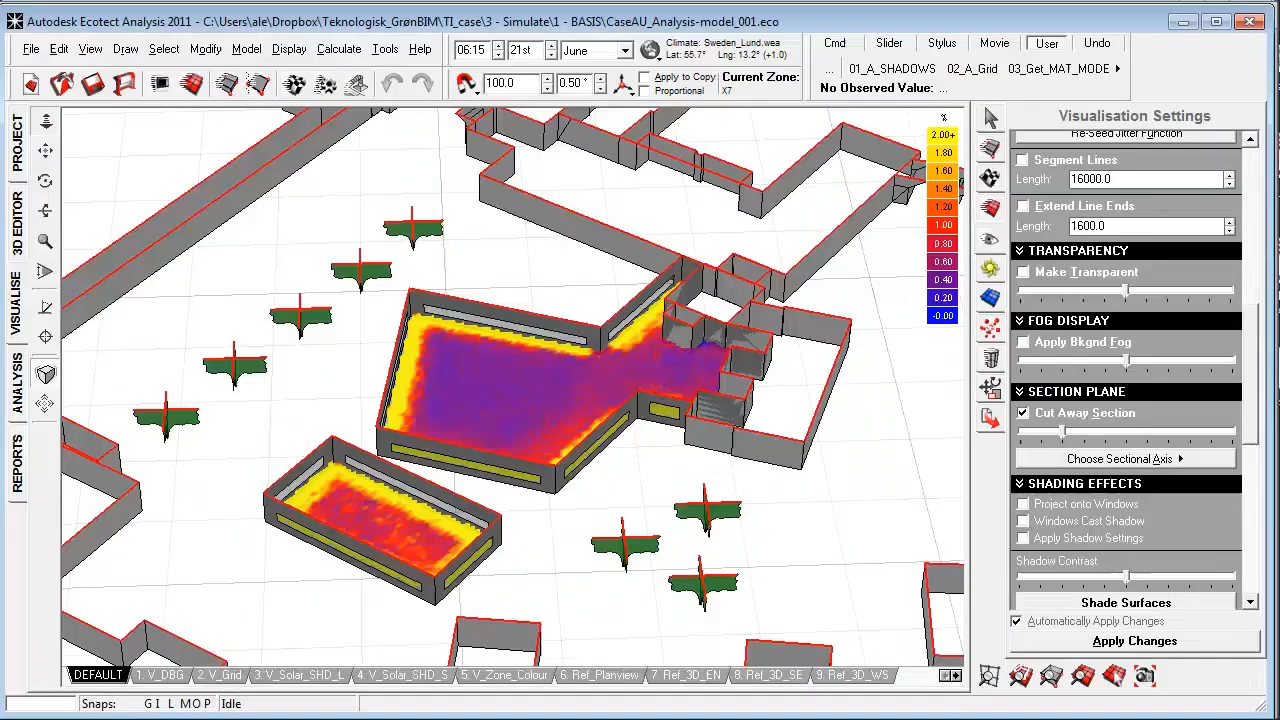 Autodesk Ecotect Analysis 2011 - C:\Users\ale\Dropbox\Teknologisk_GrønBIM\TI_case\3 - Simulate\1 - BASIS\CaseAU_Analysis-model_001.eco
File Edit View Draw Select Modify Model Display Calculate Tools Help
06:15 21st June
Climate: Sweden_Lund.wea
Lat: 55.7° Lng: 13.2° (+1.0)
Cmd Slider Stylus Movie User Undo
01_A_SHADOWS 02_A_Grid 03_Get_MAT_MODE
100.0 0.50°
Apply to Copy
Proportional
Current Zone:
X7
No Observed Value: ...
PROJECT
3D EDITOR
VISUALISE
ANALYSIS
REPORTS
%
2.00+
1.80
1.60
1.40
1.20
1.00
0.80
0.60
0.40
0.20
-0.00
Visualisation Settings
Re-Seed Jitter Function
Segment Lines
Length: 16000.0
Extend Line Ends
Length: 1600.0
TRANSPARENCY
Make Transparent
FOG DISPLAY
Apply Bkgnd Fog
SECTION PLANE
Cut Away Section
Choose Sectional Axis
SHADING EFFECTS
Project onto Windows
Windows Cast Shadow
Apply Shadow Settings
Shadow Contrast
Shade Surfaces
Automatically Apply Changes
Apply Changes
DEFAULT 1. V_DBG 2. V_Grid 3. V_Solar_SHD_L 4. V_Solar_SHD_S 5. V_Zone_Colour 6. Ref_Planview 7. Ref_3D_EN 8. Ref_3D_SE 9. Ref_3D_WS
Snaps: G I L M O P Idle